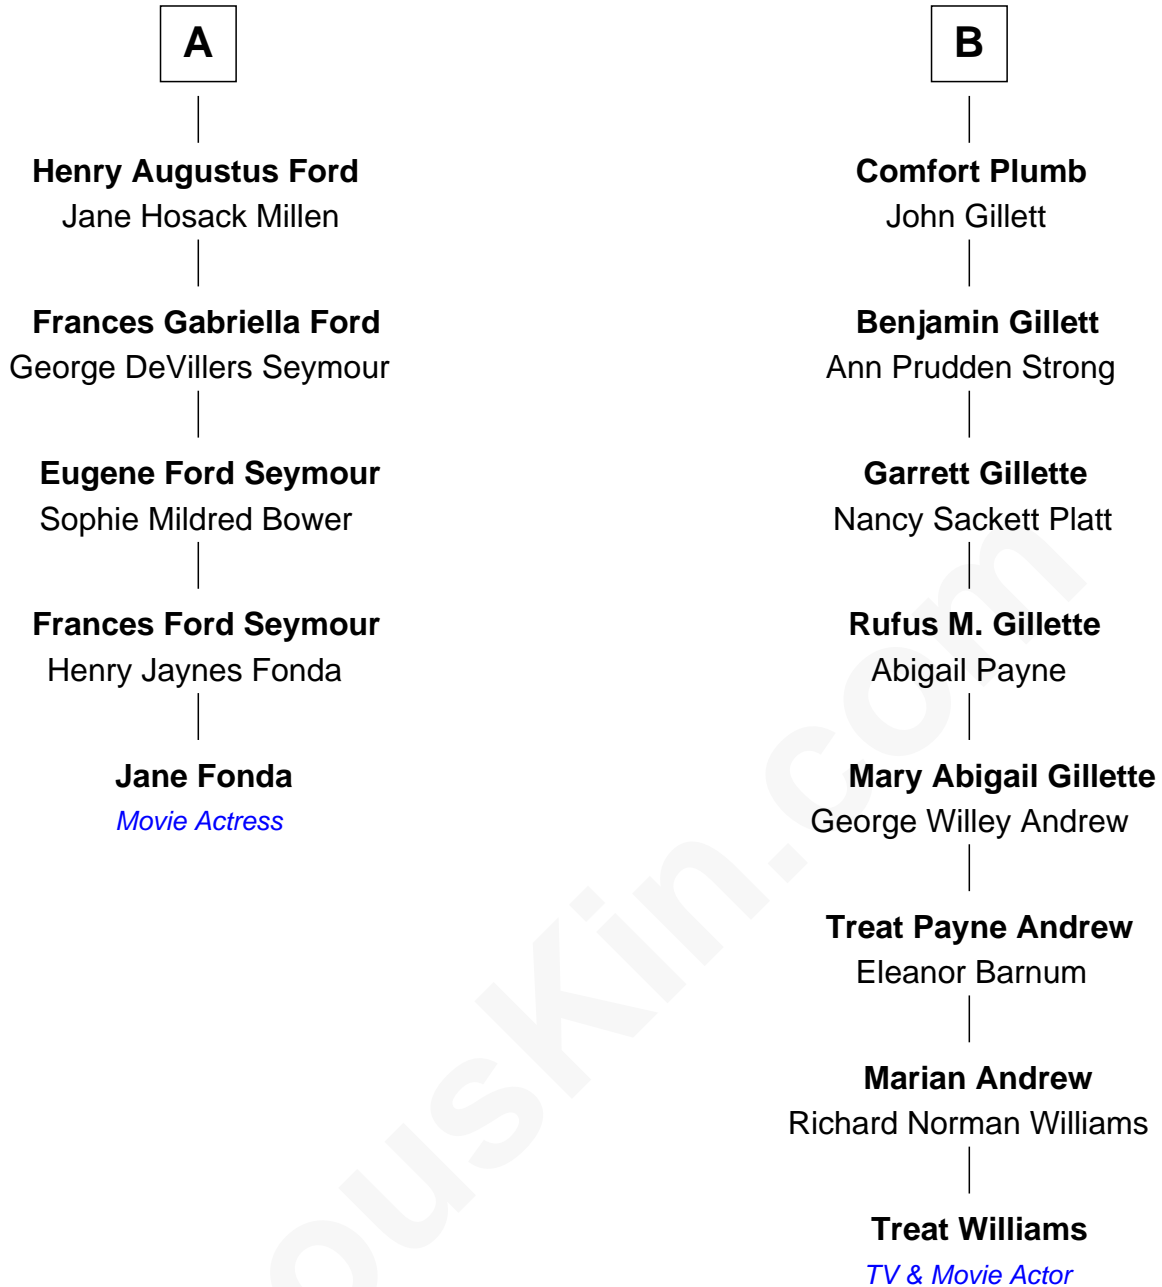 A
Henry Augustus Ford
Jane Hosack Millen
Frances Gabriella Ford
George DeVillers Seymour
Eugene Ford Seymour
Sophie Mildred Bower
Frances Ford Seymour
Henry Jaynes Fonda
Jane Fonda
Movie Actress
B
Comfort Plumb
John Gillett
Benjamin Gillett
Ann Prudden Strong
Garrett Gillette
Nancy Sackett Platt
Rufus M. Gillette
Abigail Payne
Mary Abigail Gillette
George Willey Andrew
Treat Payne Andrew
Eleanor Barnum
Marian Andrew
Richard Norman Williams
Treat Williams
TV & Movie Actor
ousKin.com